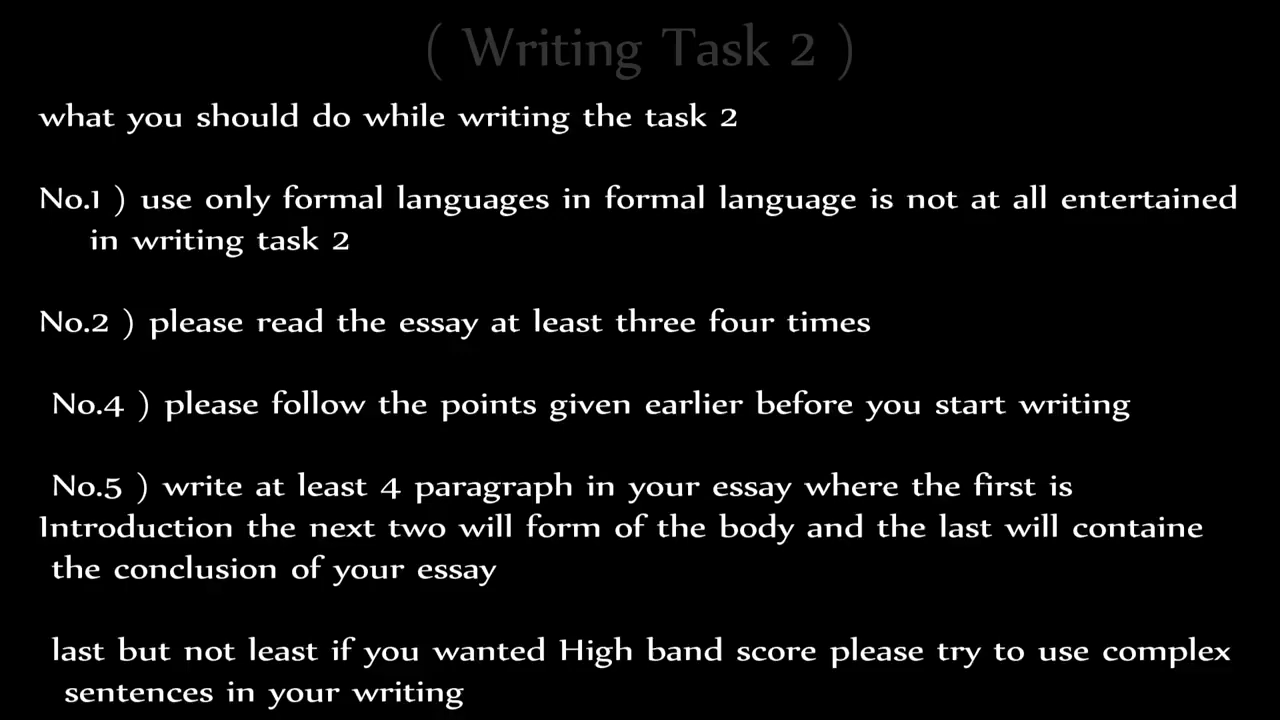 ( Writing Task 2 )
what you should do while writing the task 2
No.1 ) use only formal languages in formal language is not at all entertained
in writing task 2
No.2 ) please read the essay at least three four times
No.4 ) please follow the points given earlier before you start writing
No.5 ) write at least 4 paragraph in your essay where the first is
Introduction the next two will form of the body and the last will containe
the conclusion of your essay
last but not least if you wanted High band score please try to use complex
sentences in your writing